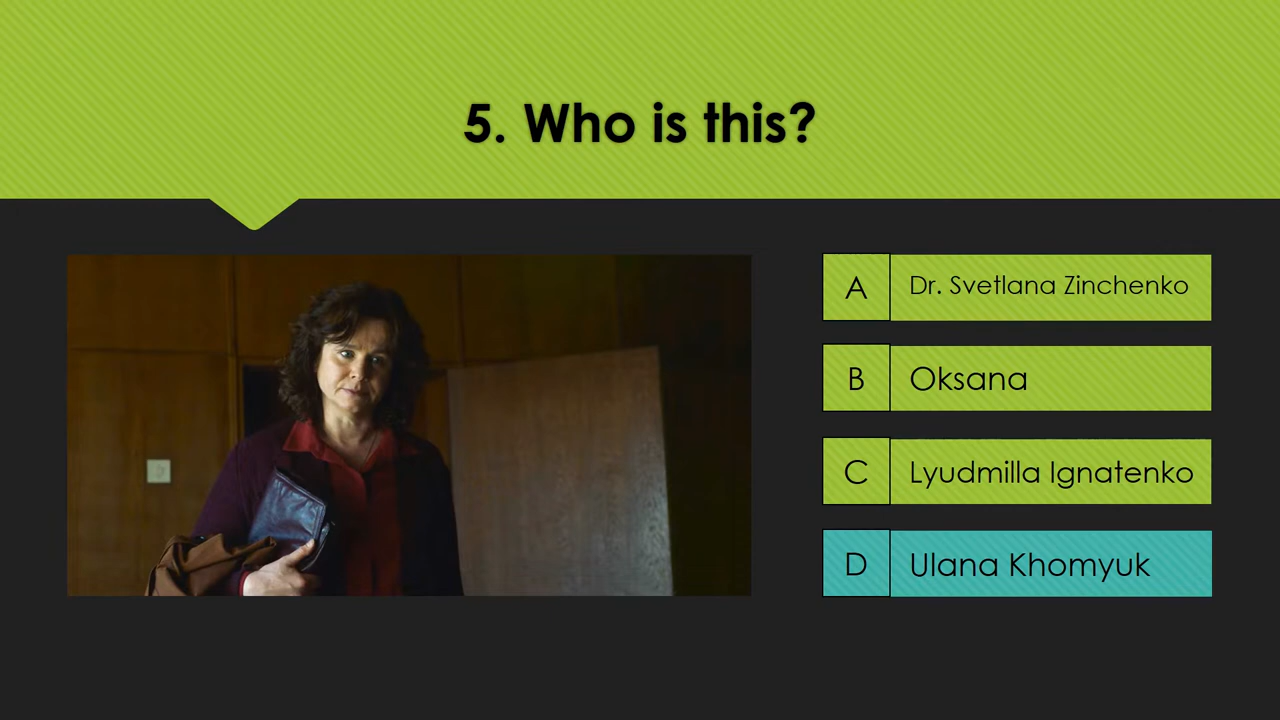 5. Who is this?
A Dr. Svetlana Zinchenko
B Oksana
C Lyudmilla Ignatenko
D Ulana Khomyuk